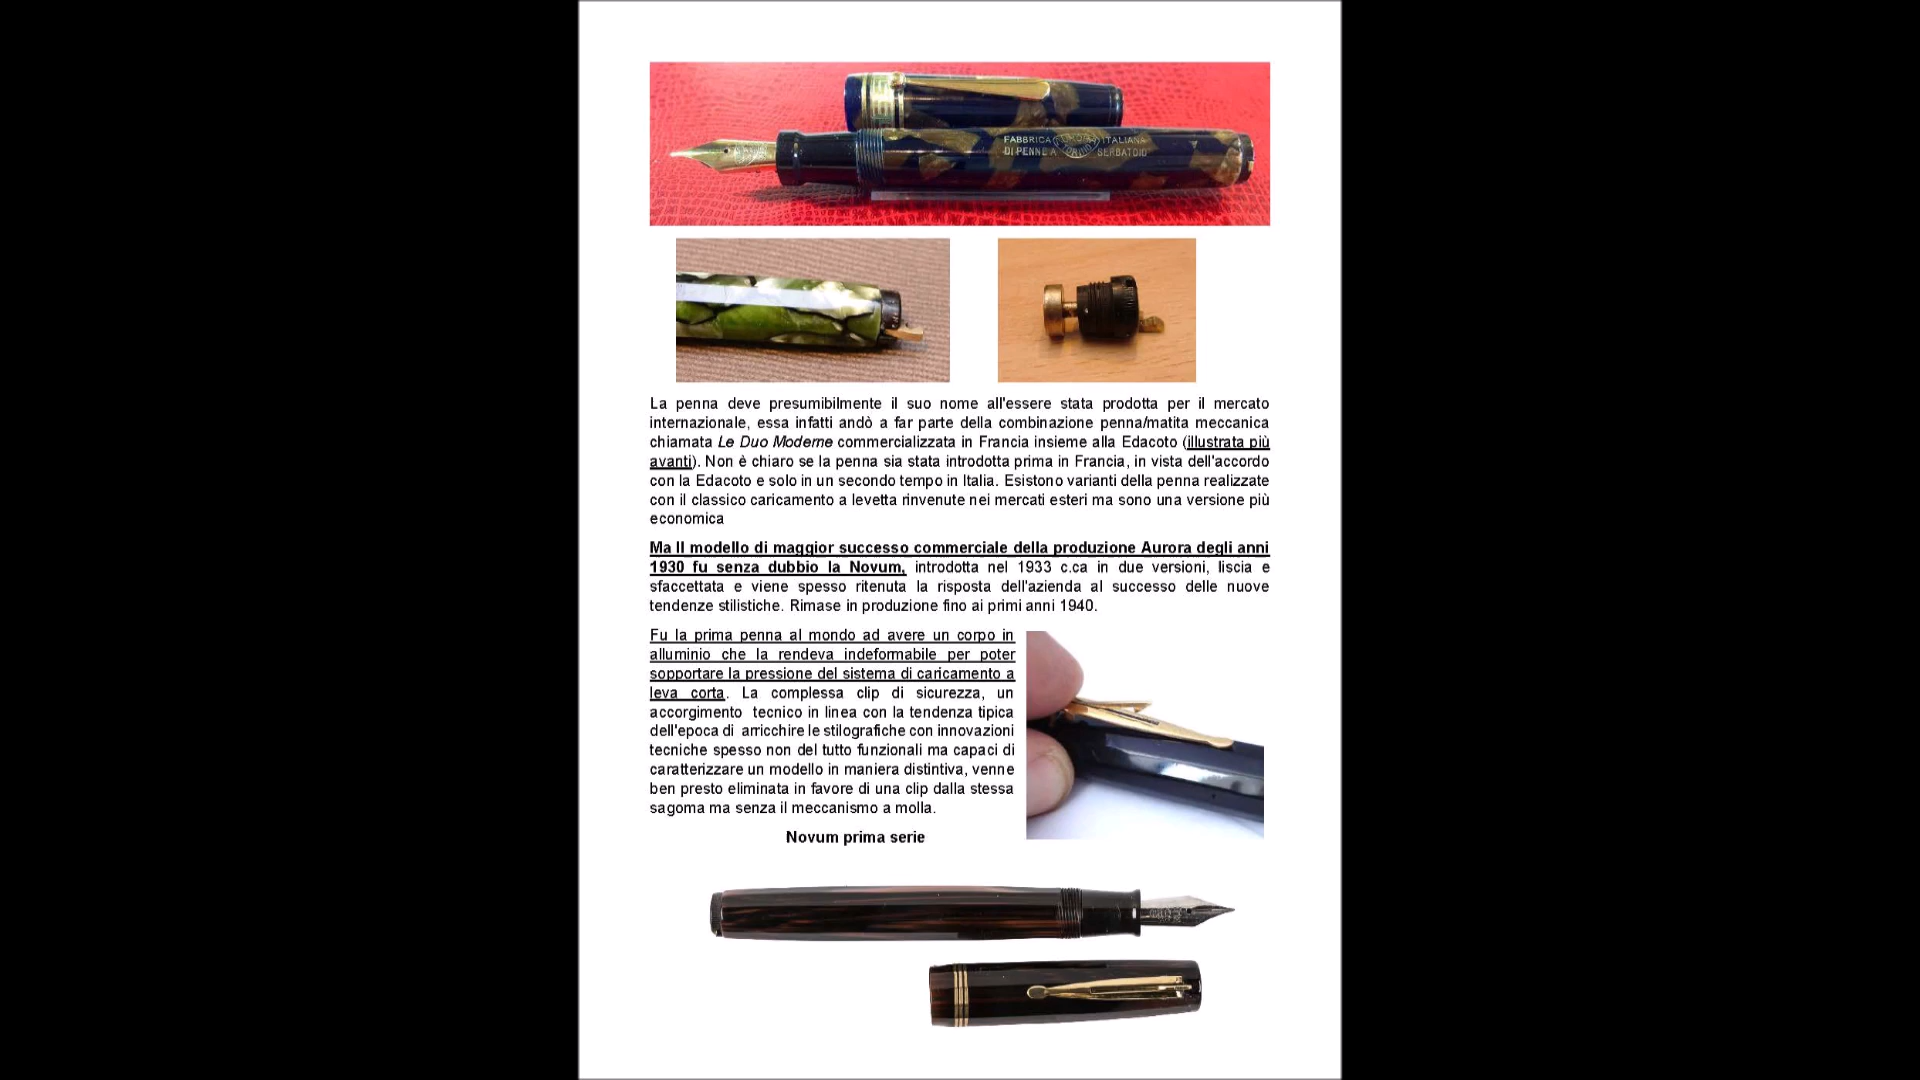 FABBRICA ITALIANA
DI PENNE A SERBATOIO
La penna deve presumibilmente il suo nome all'essere stata prodotta per il mercato
internazionale, essa infatti andò a far parte della combinazione penna/matita meccanica
chiamata Le Duo Moderne commercializzata in Francia insieme alla Edacoto (illustrata più
avanti). Non è chiaro se la penna sia stata introdotta prima in Francia, in vista dell'accordo
con la Edacoto e solo in un secondo tempo in Italia. Esistono varianti della penna realizzate
con il classico caricamento a levetta rinvenute nei mercati esteri ma sono una versione più
economica
Ma Il modello di maggior successo commerciale della produzione Aurora degli anni
1930 fu senza dubbio la Novum, introdotta nel 1933 c.ca in due versioni, liscia e
sfaccettata e viene spesso ritenuta la risposta dell'azienda al successo delle nuove
tendenze stilistiche. Rimase in produzione fino ai primi anni 1940.
Fu la prima penna al mondo ad avere un corpo in
alluminio che la rendeva indeformabile per poter
sopportare la pressione del sistema di caricamento a
leva corta. La complessa clip di sicurezza, un
accorgimento tecnico in linea con la tendenza tipica
dell'epoca di arricchire le stilografiche con innovazioni
tecniche spesso non del tutto funzionali ma capaci di
caratterizzare un modello in maniera distintiva, venne
ben presto eliminata in favore di una clip dalla stessa
sagoma ma senza il meccanismo a molla.
Novum prima serie